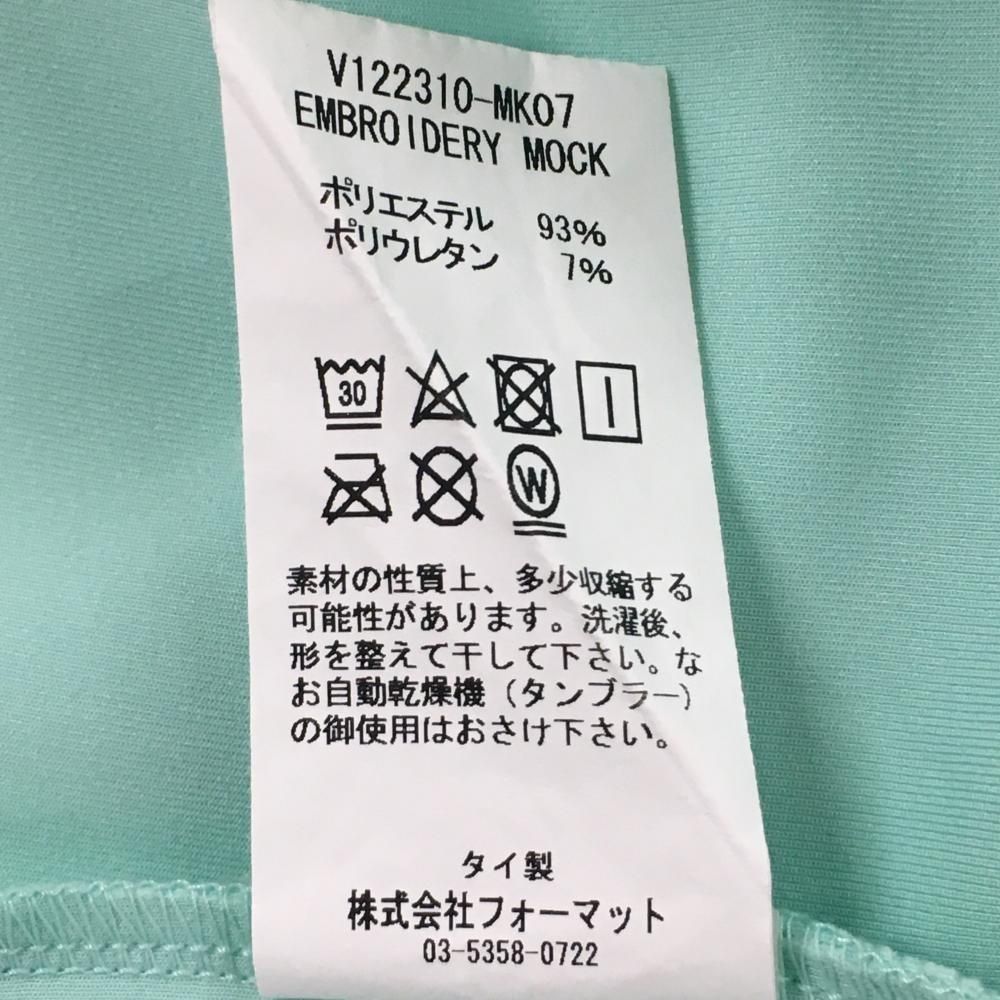 V122310-MK07
EMBROIDERY MOCK
ポリエステル 93%
ポリウレタン 7%
30
W
素材の性質上、多少収縮する
可能性があります。洗濯後、
形を整えて干して下さい。な
お自動乾燥機（タンブラー）
の御使用はおさけ下さい。
タイ製
株式会社フォーマット
03-5358-0722